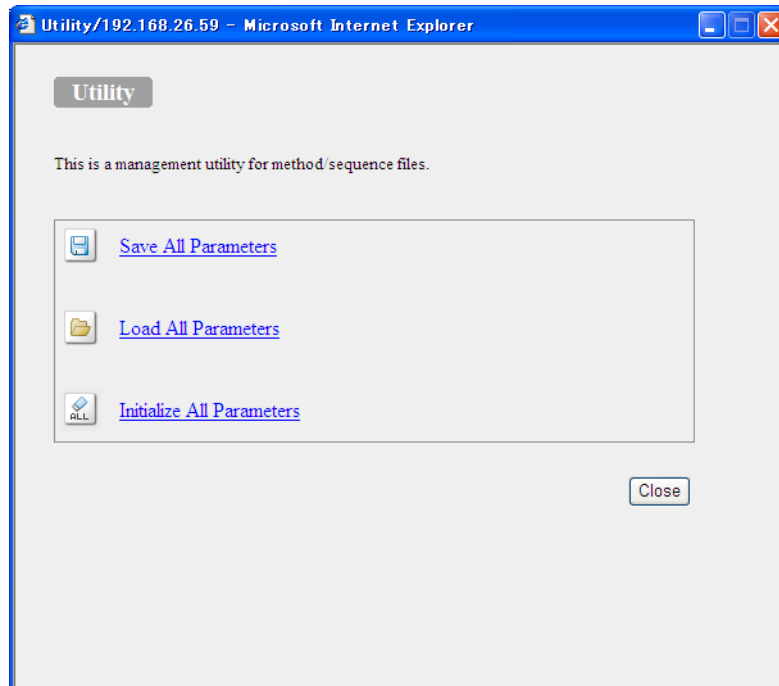 Utility/192.168.26.59 - Microsoft Internet Explorer
Utility
This is a management utility for method/sequence files.
Save All Parameters
Load All Parameters
ALL
Initialize All Parameters
Close